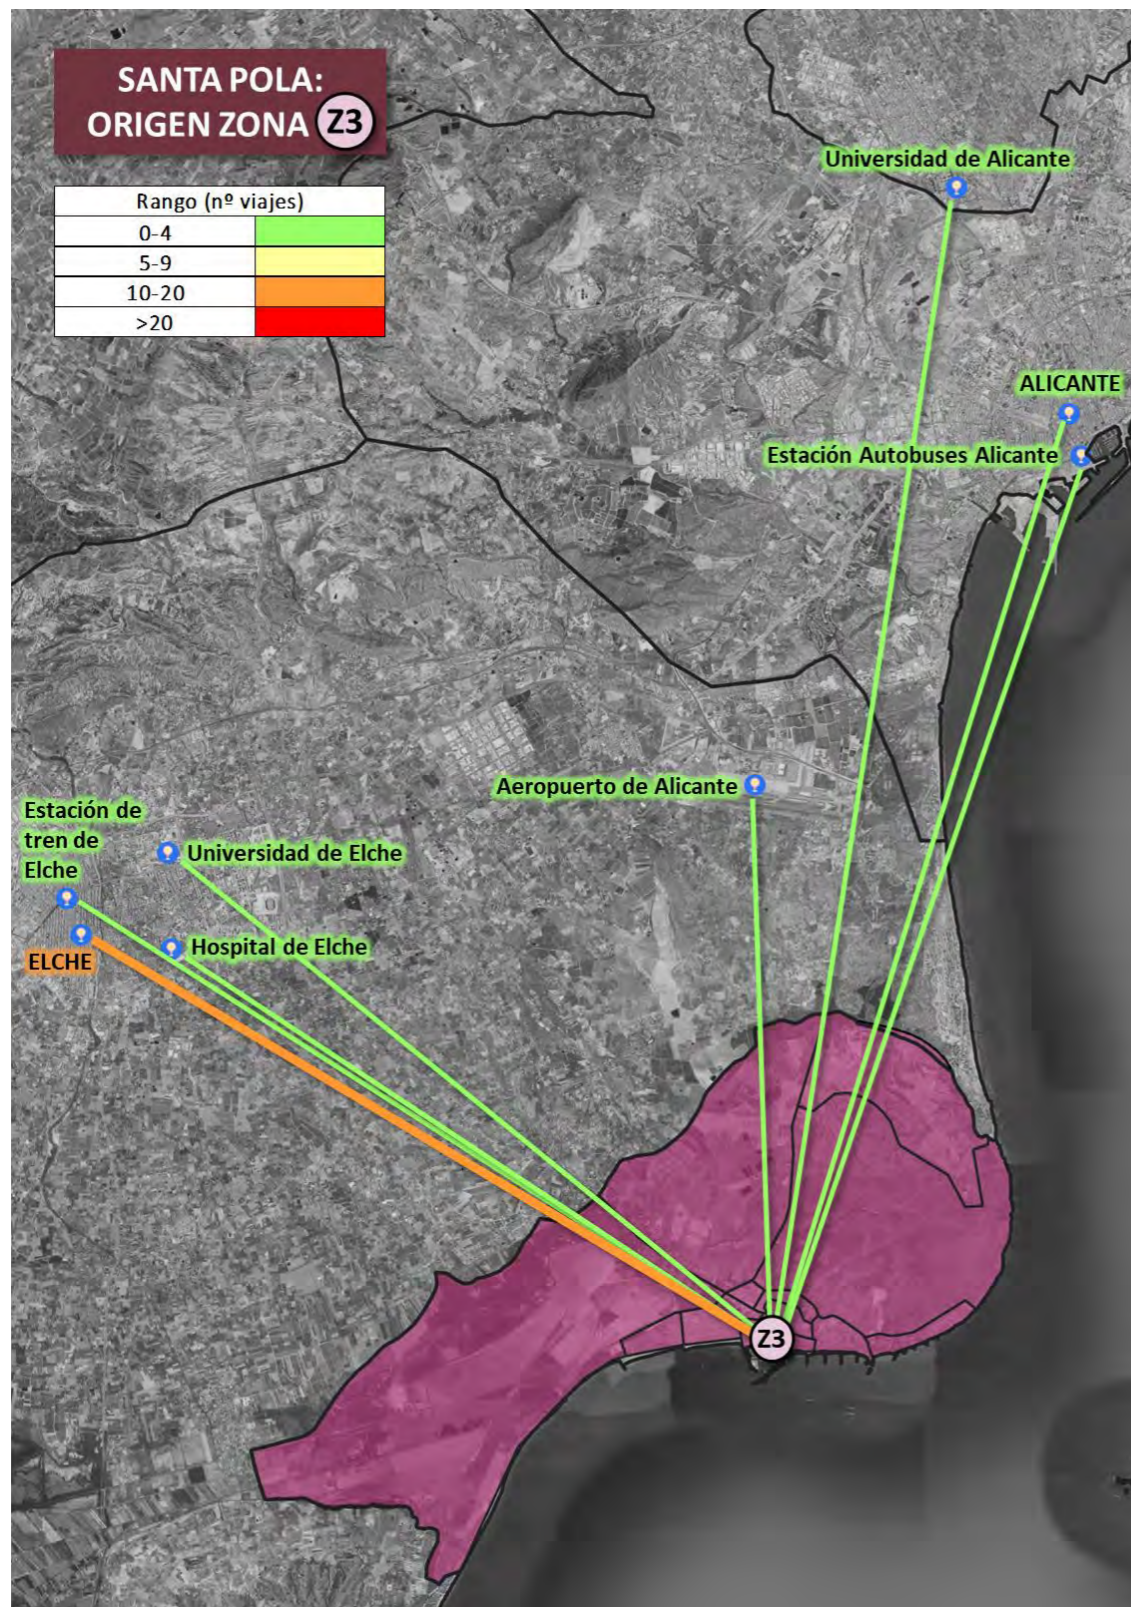 SANTA POLA:
ORIGEN ZONA Z3
Rango (nº viajes)
0-4
5-9
10-20
>20
Universidad de Alicante
ALICANTE
Estación Autobuses Alicante
Aeropuerto de Alicante
Estación de
tren de
Elche
Universidad de Elche
Hospital de Elche
ELCHE
Z3